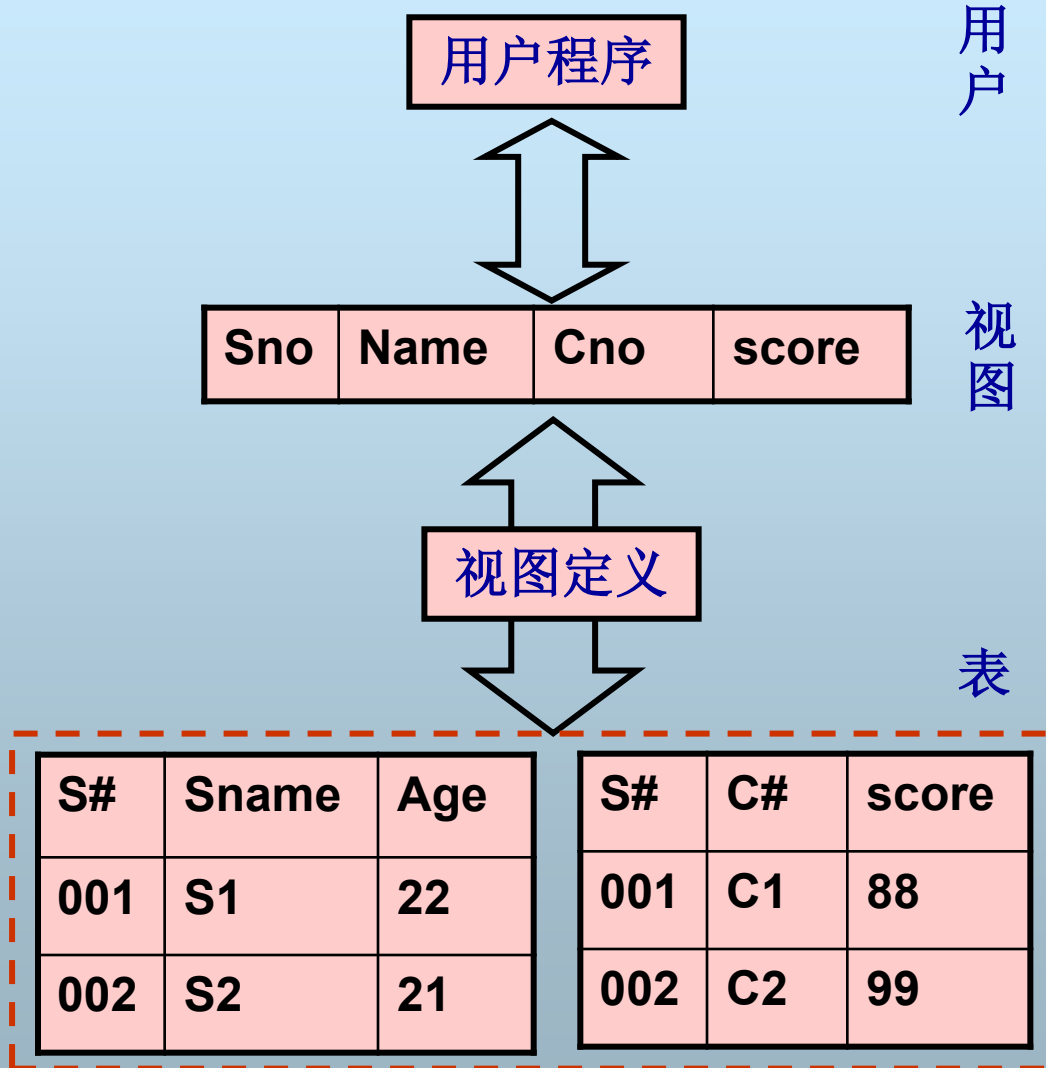 用户程序
用户
Sno Name Cno score
视图
视图定义
表
S# Sname Age
001 S1 22
002 S2 21
S# C# score
001 C1 88
002 C2 99